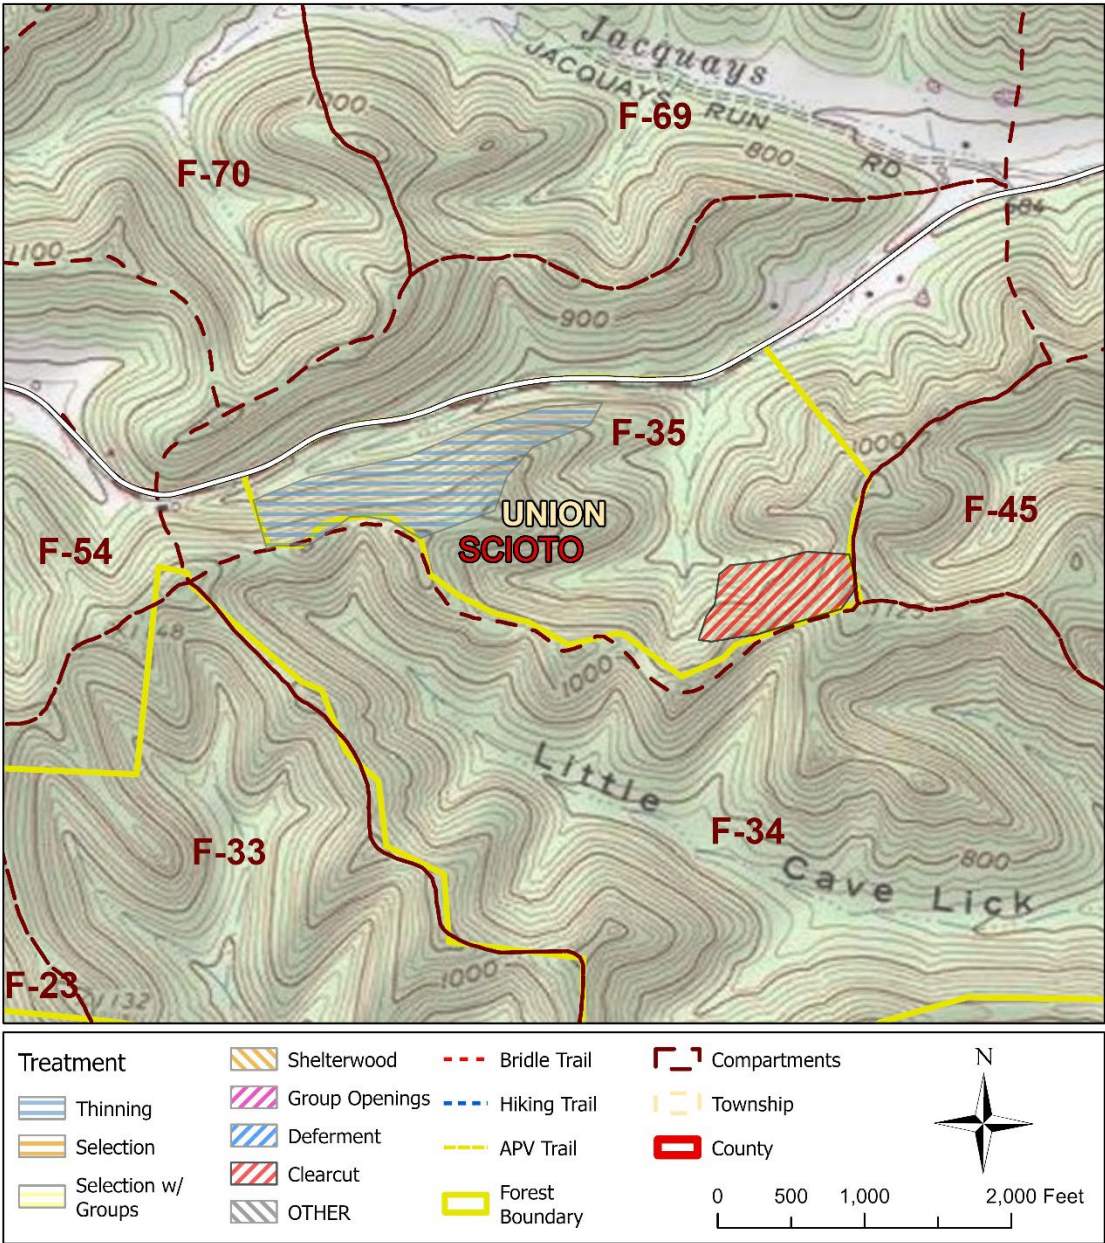 Jacquays
JACQUAYS RUN RD
1000
F-69
F-70
800
684
1100
900
F-35
1000
UNION
SCIOTO
F-45
F-54
1000
Little
F-34
F-33
800
Cave Lick
1000
F-23
1132
Treatment
Thinning
Selection
Selection w/
Groups
Shelterwood
Group Openings
Deferment
Clearcut
OTHER
Bridle Trail
Hiking Trail
APV Trail
Forest
Boundary
Compartments
Township
County
N
0 500 1,000 2,000 Feet